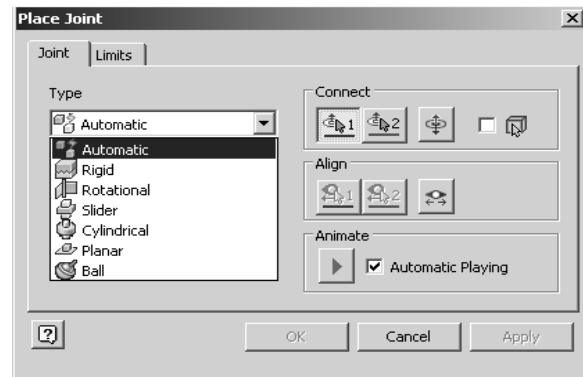 Place Joint
Joint
Limits
Type
Automatic
Automatic
Rigid
Rotational
Slider
Cylindrical
Planar
Ball
Connect
1
2
Align
1
2
Animate
Automatic Playing
OK
Cancel
Apply